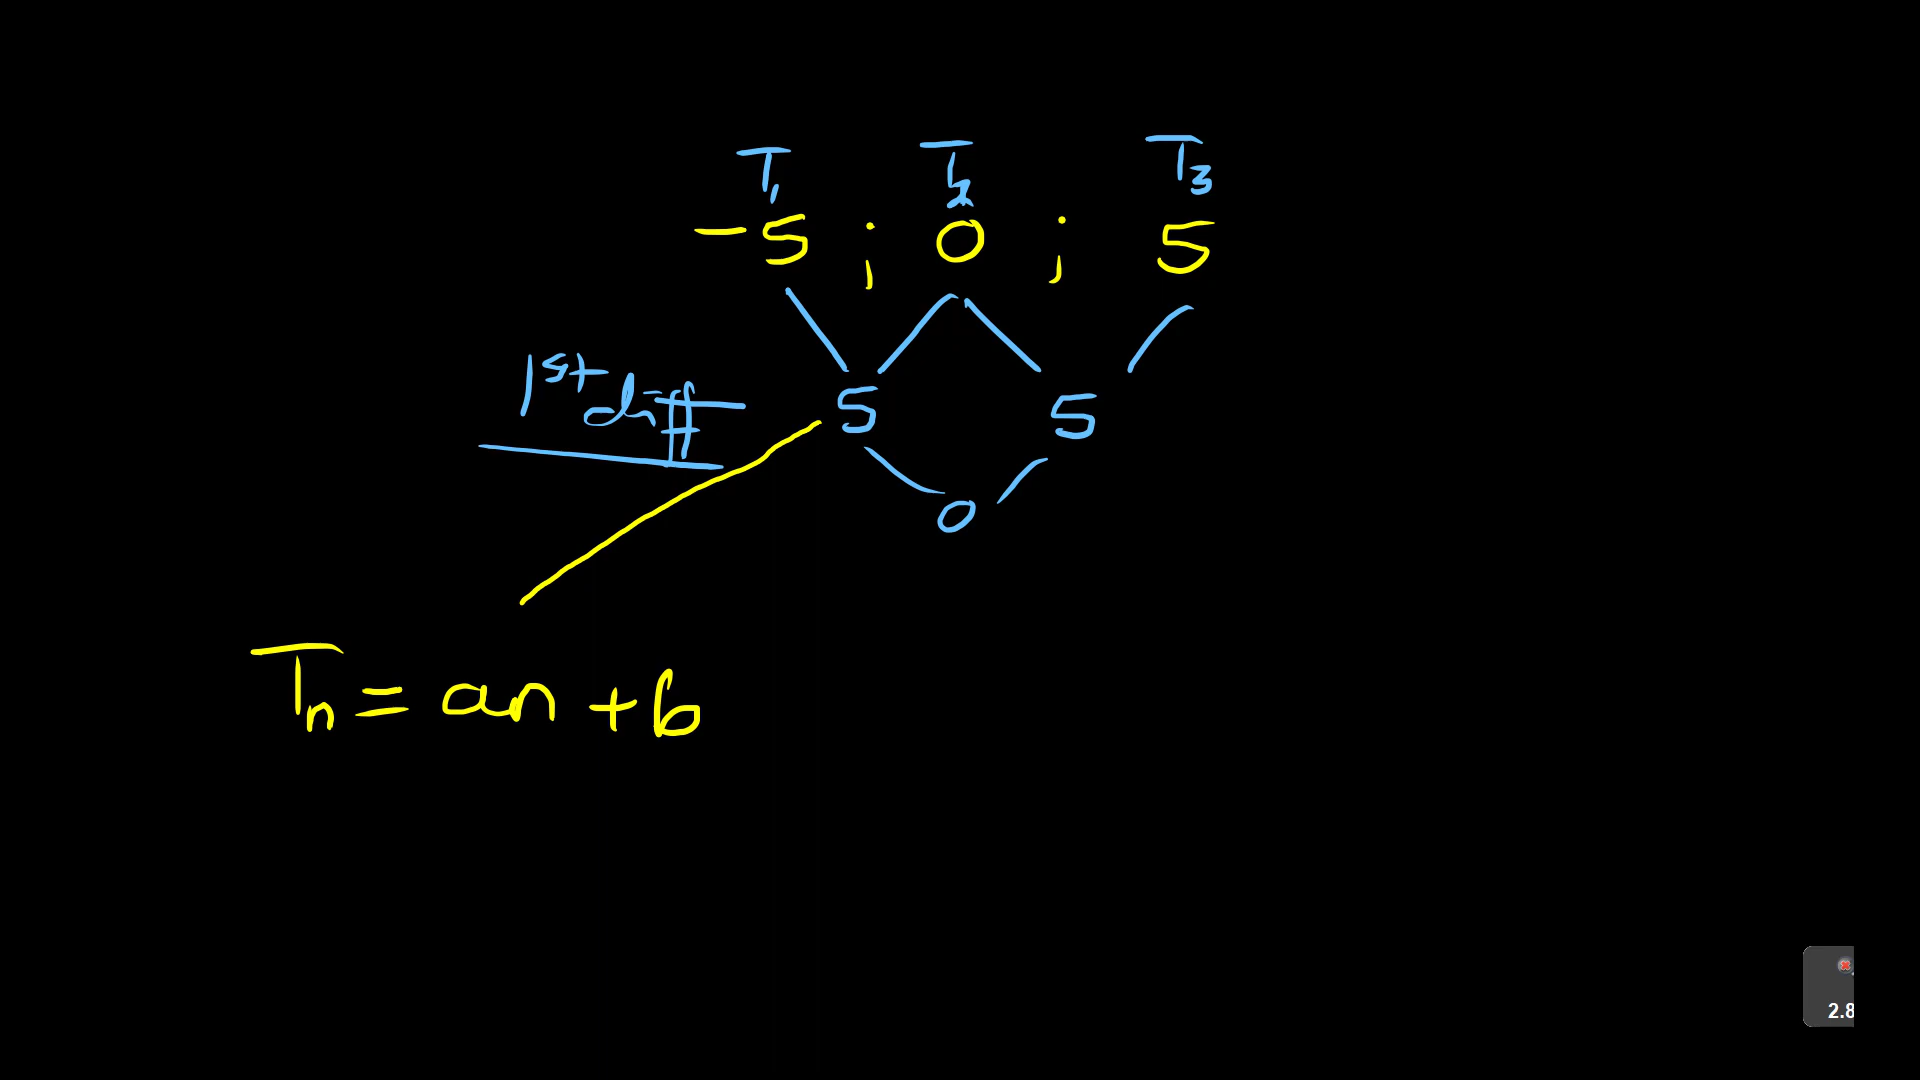 T₁ T₂ T₃
-5 ; 0 ; 5
1st diff 5 5
0
Tn = an + b
2.8